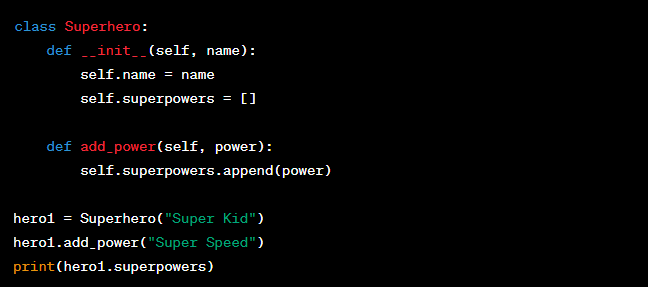 class Superhero:
    def __init__(self, name):
        self.name = name
        self.superpowers = []

    def add_power(self, power):
        self.superpowers.append(power)

hero1 = Superhero("Super Kid")
hero1.add_power("Super Speed")
print(hero1.superpowers)